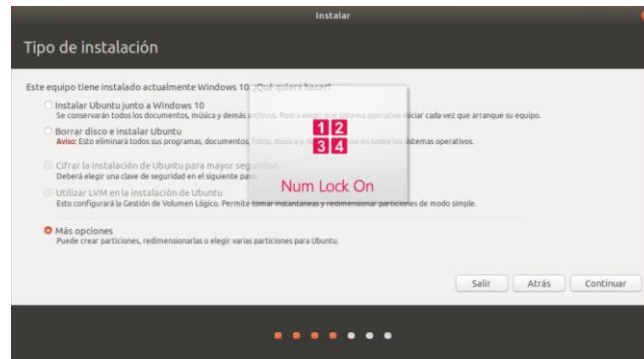 Instalar
Tipo de instalación
Este equipo tiene instalado actualmente Windows 10. ¿Qué quiere hacer?
Instalar Ubuntu junto a Windows 10
Se conservarán todos los documentos, música y demás archivos. Podrá elegir qué sistema operativo iniciar cada vez que arranque su equipo.
Borrar disco e instalar Ubuntu
Aviso: Esto eliminará todos sus programas, documentos, fotos, música y en todos los sistemas operativos.
1 2
3 4
Cifrar la instalación de Ubuntu para mayor seguridad
Deberá elegir una clave de seguridad en el siguiente paso.
Num Lock On
Utilizar LVM en la instalación de Ubuntu
Esto configurará la Gestión de Volumen Lógico. Permite tomar instantáneas y redimensionar particiones de modo simple.
Más opciones
Puede crear particiones, redimensionarlas o elegir varias particiones para Ubuntu.
Salir
Atrás
Continuar